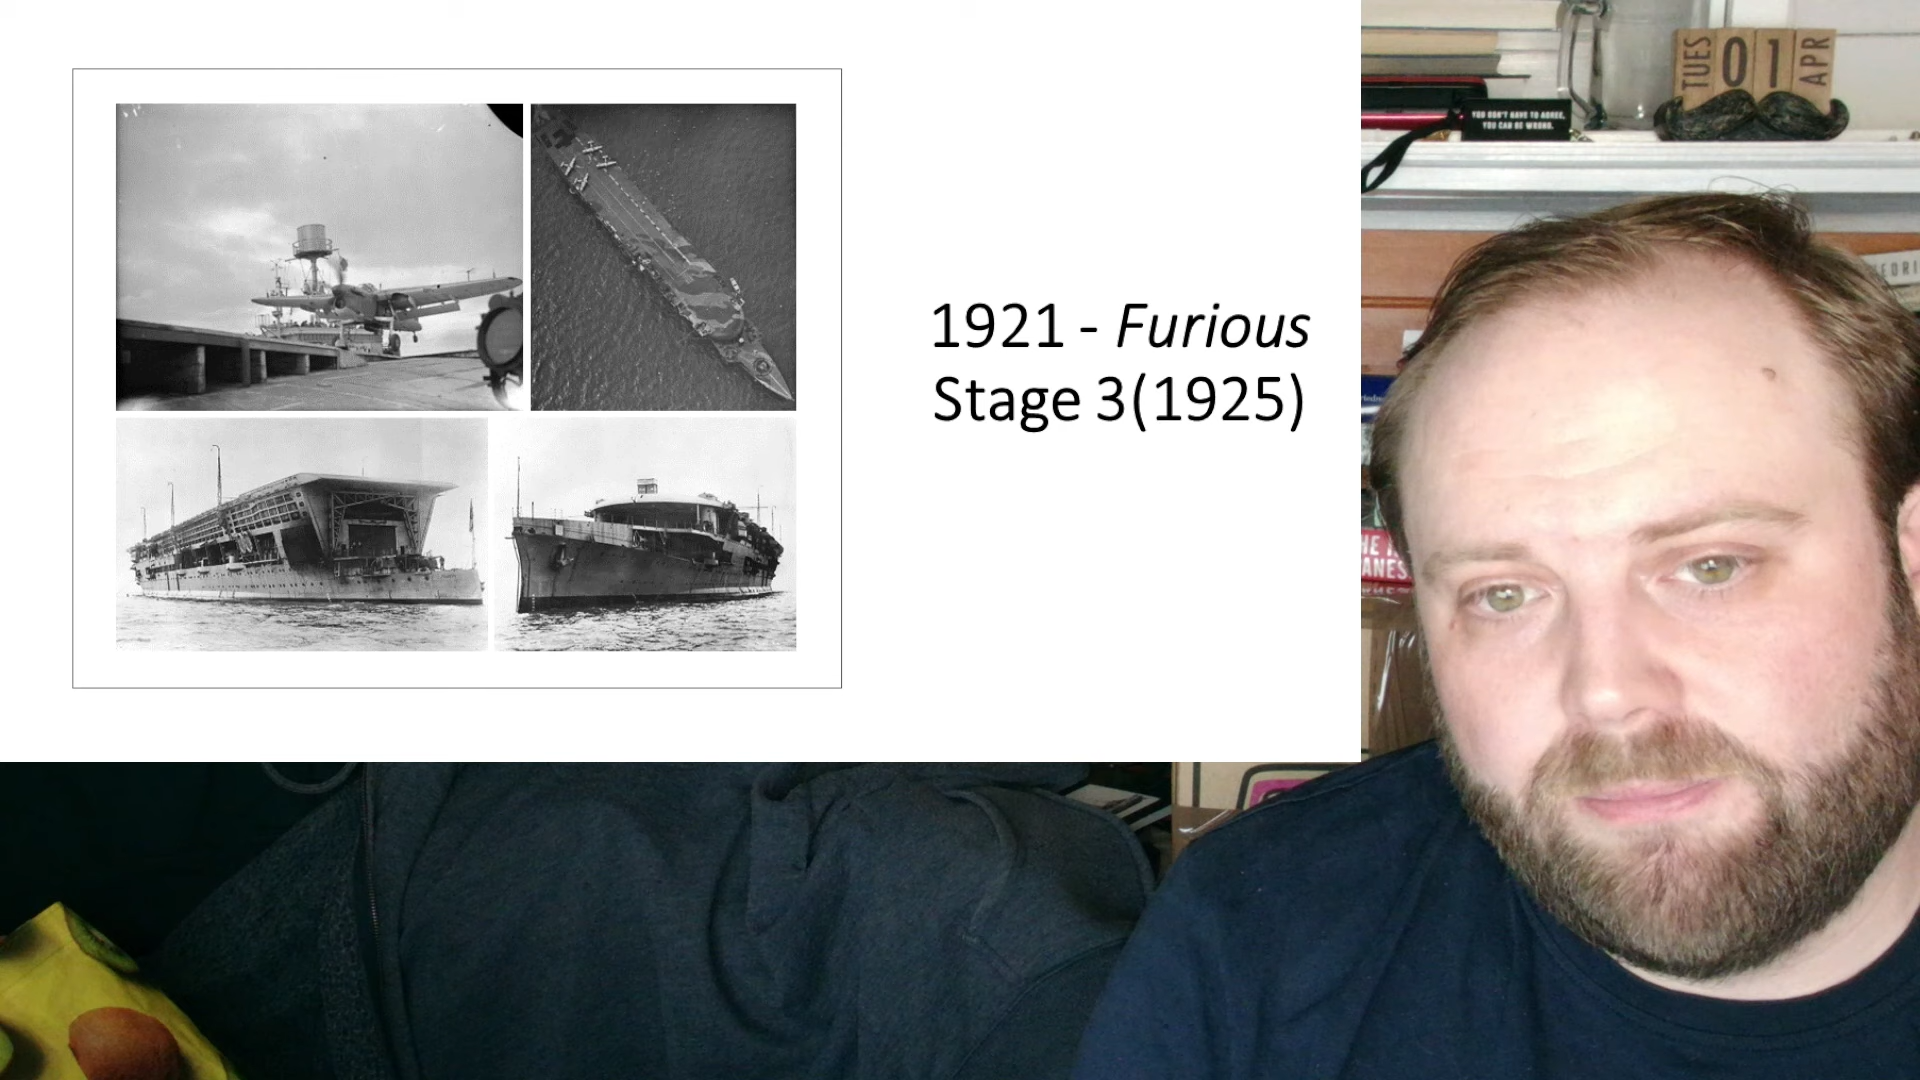 1921 - Furious
Stage 3(1925)
TUES 01 APR
YOU DON'T HAVE TO AGREE,
YOU CAN BE WRONG.